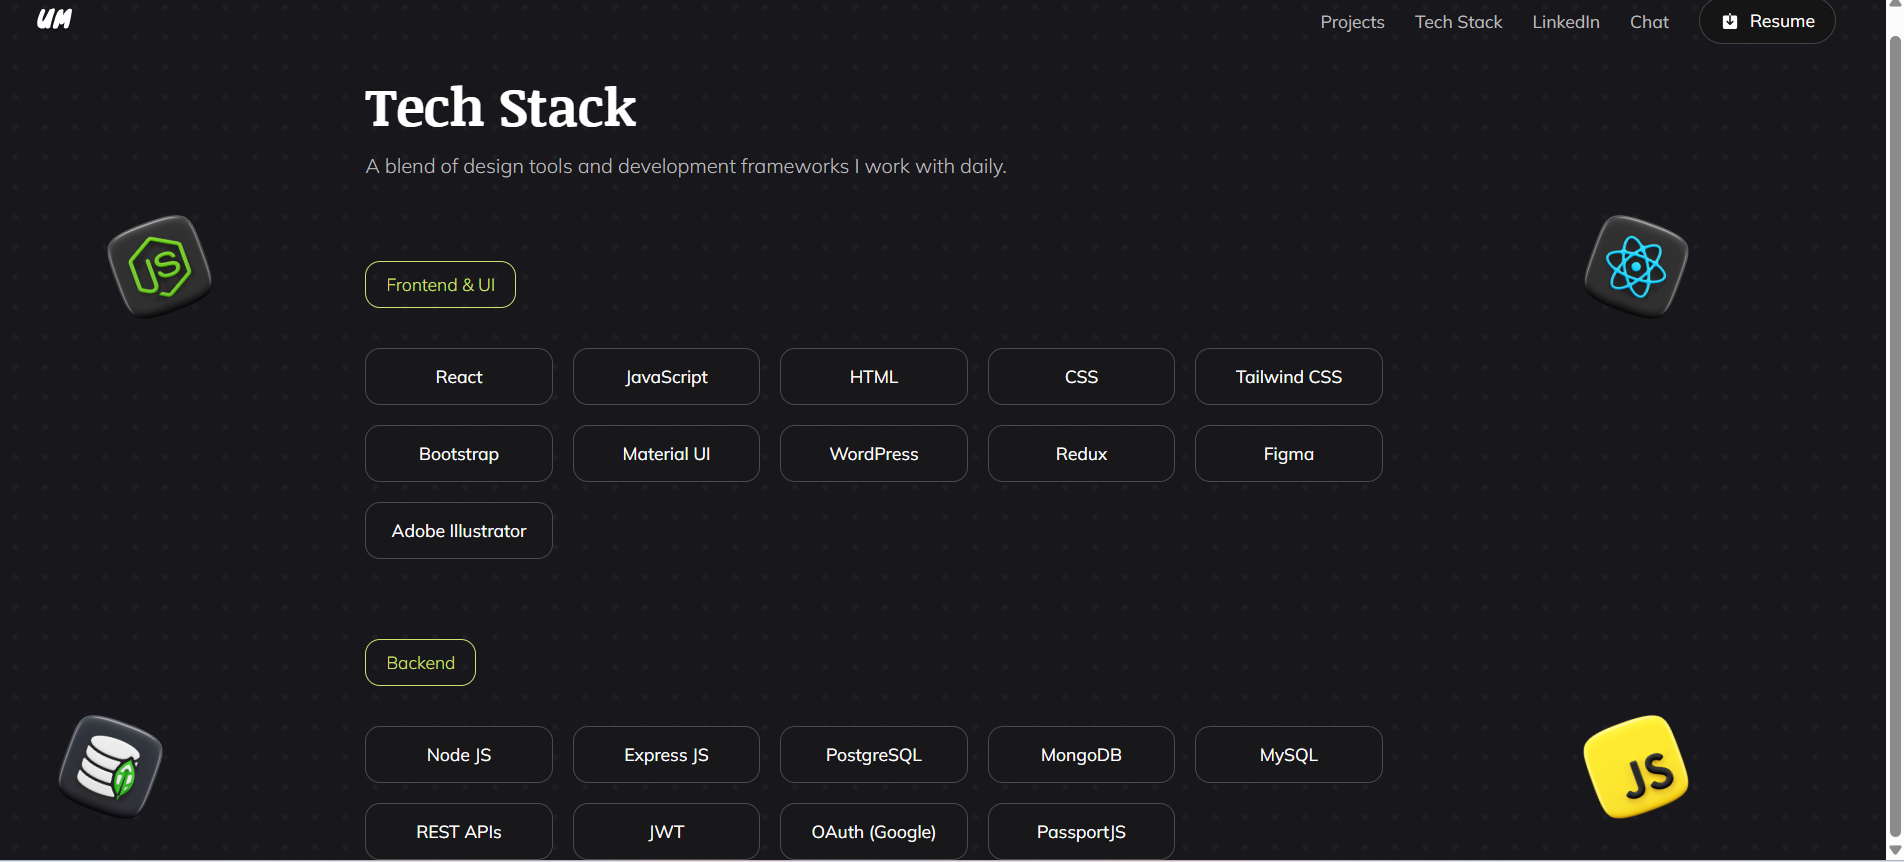 UM
Projects Tech Stack LinkedIn Chat Resume
Tech Stack
A blend of design tools and development frameworks I work with daily.
JS
Frontend & UI
React JavaScript HTML CSS Tailwind CSS
Bootstrap Material UI WordPress Redux Figma
Adobe Illustrator
Backend
Node JS Express JS PostgreSQL MongoDB MySQL
JS
REST APIs JWT OAuth (Google) PassportJS